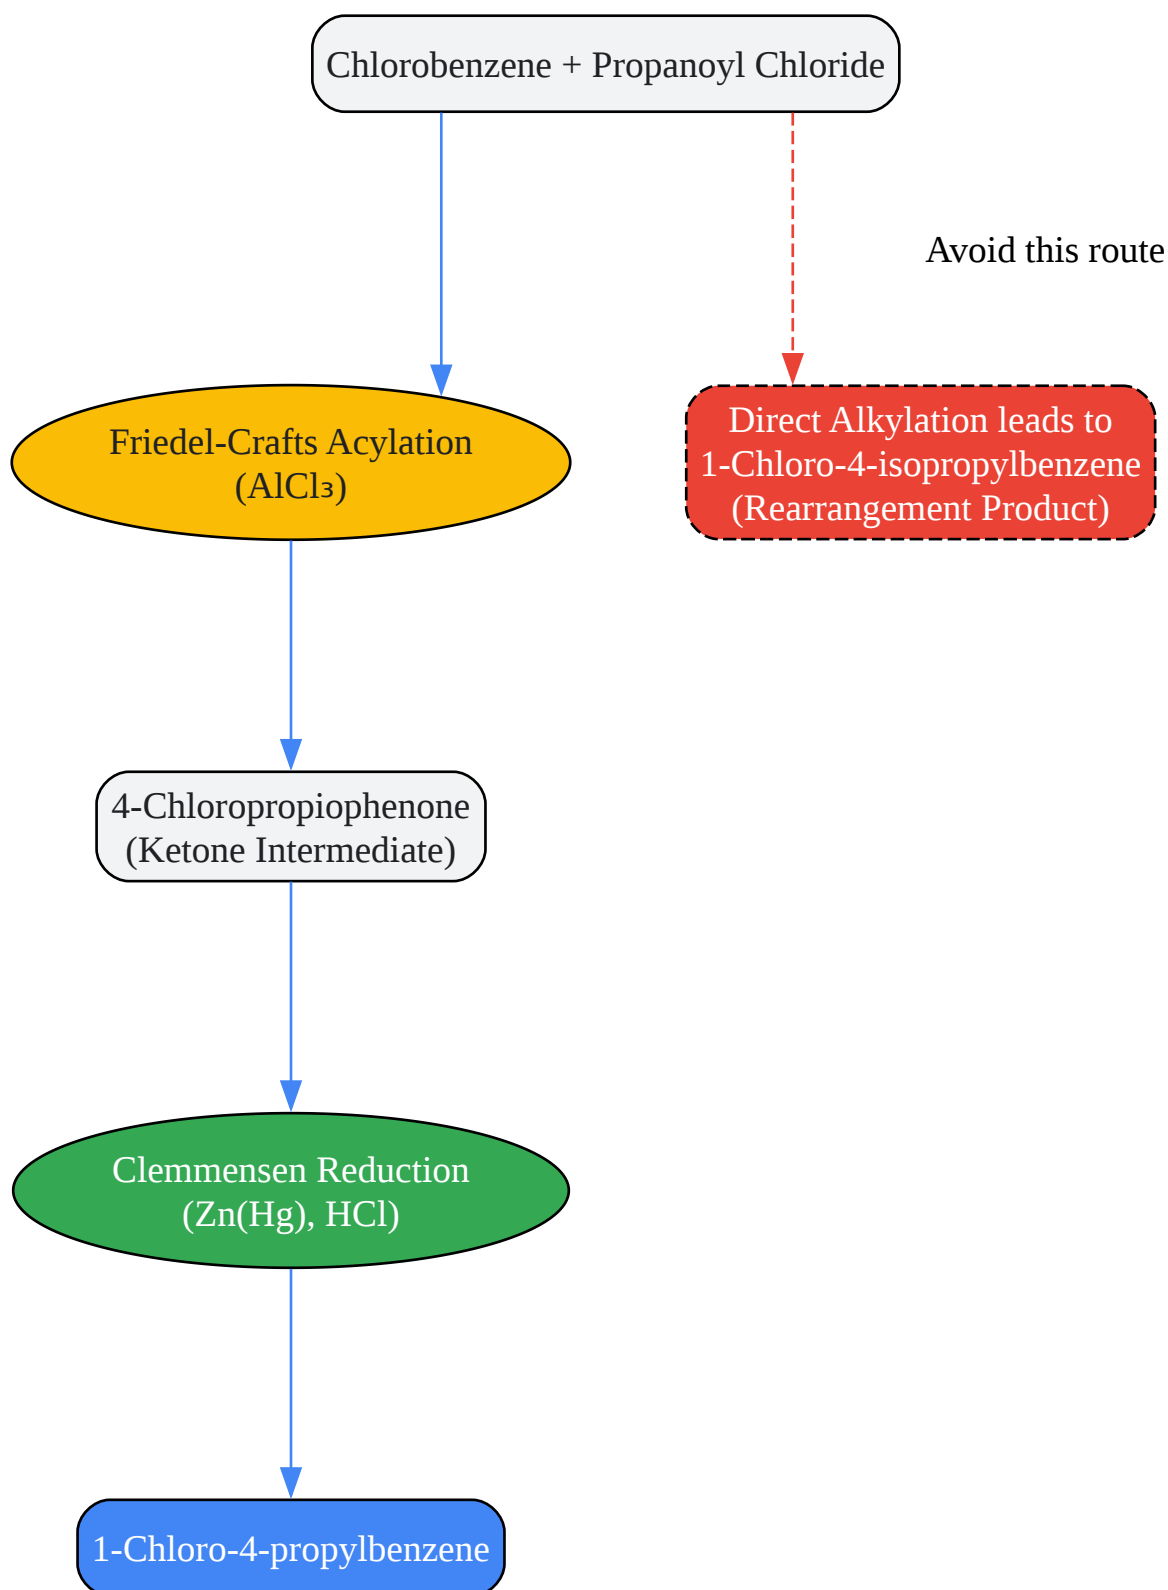 Chlorobenzene + Propanoyl Chloride
Avoid this route
Friedel-Crafts Acylation
(AlCl₃)
Direct Alkylation leads to
1-Chloro-4-isopropylbenzene
(Rearrangement Product)
4-Chloropropiophenone
(Ketone Intermediate)
Clemmensen Reduction
(Zn(Hg), HCl)
1-Chloro-4-propylbenzene